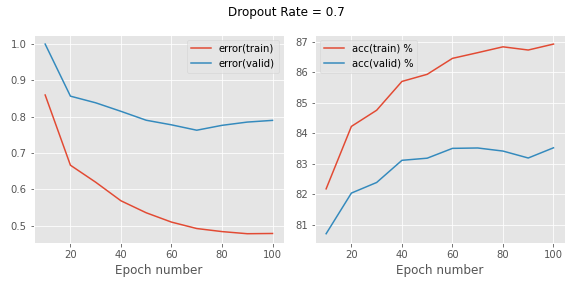 Dropout Rate = 0.7
error(train)
error(valid)
1.0
0.9
0.8
0.7
0.6
0.5
20 40 60 80 100
Epoch number
acc(train) %
acc(valid) %
87
86
85
84
83
82
81
20 40 60 80 100
Epoch number